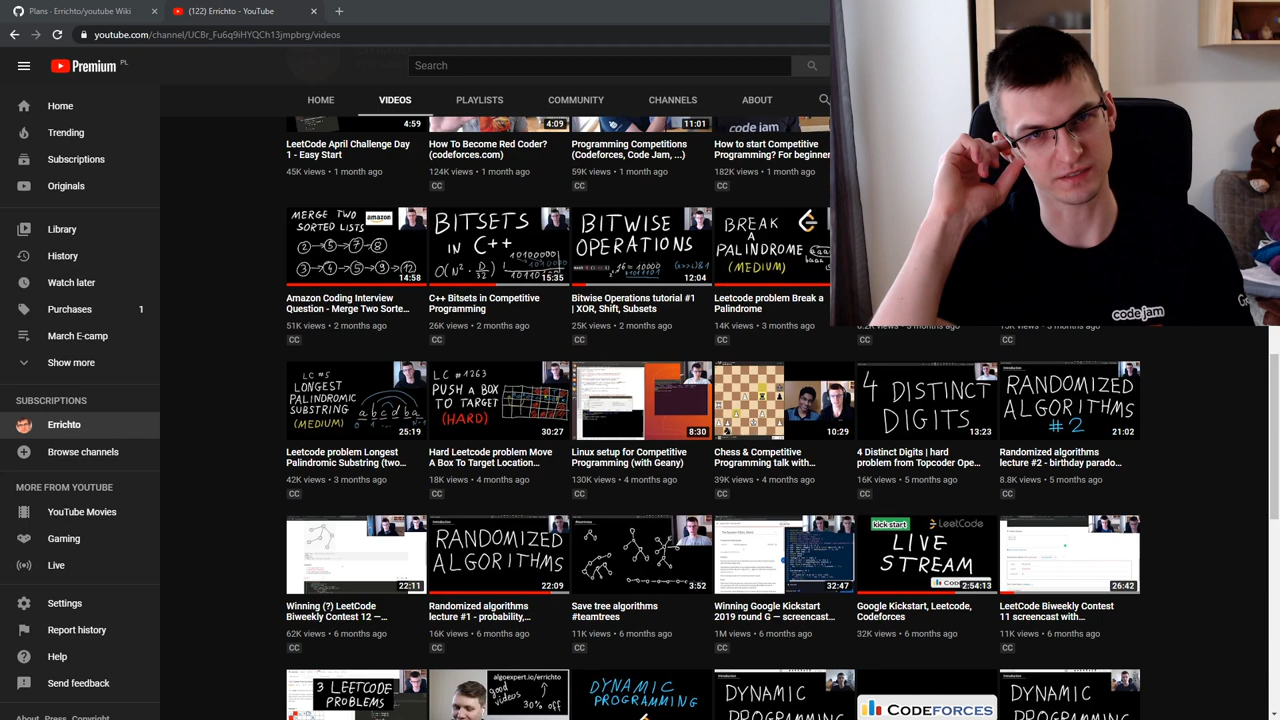 Plans - Errichto/youtube Wiki
(122) Errichto - YouTube
youtube.com/channel/UCBr_Fu6q9iHYQCh13jmpbrg/videos
Premium PL
Search
HOME VIDEOS PLAYLISTS COMMUNITY CHANNELS ABOUT
Home
Trending
Subscriptions
Originals
Library
History
Watch later
Purchases 1
March E-camp
Show more
SUBSCRIPTIONS
Errichto
Browse channels
MORE FROM YOUTUBE
YouTube Movies
Gaming
Live
Settings
Report history
Help
4:59
LeetCode April Challenge Day
1 - Easy Start
45K views • 1 month ago
4:09
How To Become Red Coder?
(codeforces.com)
124K views • 1 month ago
CC
11:01
Programming Competitions
(Codeforces, Code Jam, ...)
59K views • 1 month ago
CC
code jam
How to start Competitive
Programming? For beginner
182K views • 1 month ago
CC
MERGE TWO
SORTED LISTS
amazon
14:58
Amazon Coding Interview
Question - Merge Two Sorte…
51K views • 2 months ago
CC
BITSETS
IN C++
15:35
C++ Bitsets in Competitive
Programming
26K views • 2 months ago
CC
BITWISE
OPERATIONS
12:04
Bitwise Operations tutorial #1
| XOR, Shift, Subsets
25K views • 2 months ago
CC
BREAK
A
PALINDROME
(MEDIUM)
Leetcode problem Break a
Palindrome
14K views • 3 months ago
CC
CC
CC
code jam
LC #5
LONGEST
PALINDROMIC
SUBSTRING
(MEDIUM)
a b c d b a
25:19
Leetcode problem Longest
Palindromic Substring (two…
42K views • 3 months ago
CC
LC #1263
PUSH A BOX
TO TARGET
(HARD)
30:27
Hard Leetcode problem Move
A Box To Target Location…
18K views • 4 months ago
CC
8:30
Linux setup for Competitive
Programming (with Geany)
130K views • 4 months ago
CC
10:29
Chess & Competitive
Programming talk with…
39K views • 4 months ago
CC
4 DISTINCT
DIGITS
13:23
4 Distinct Digits | hard
problem from Topcoder Ope…
16K views • 5 months ago
CC
RANDOMIZED
ALGORITHMS
#2
21:02
Randomized algorithms
lecture #2 - birthday parado…
8.8K views • 5 months ago
CC
22:11
Winning (?) LeetCode
Biweekly Contest 12 —…
62K views • 6 months ago
CC
RANDOMIZED
ALGORITHMS
22:09
Randomized algorithms
lecture #1 - probability,…
16K views • 6 months ago
CC
#teamtrees
3:52
Save tree algorithms
#teamtrees
11K views • 6 months ago
CC
32:47
Winning Google Kickstart
2019 round G — screencast…
1M views • 6 months ago
CC
kick start LeetCode
LIVE
STREAM
2:54:13
Google Kickstart, Leetcode,
Codeforces
32K views • 6 months ago
26:42
LeetCode Biweekly Contest
11 screencast with…
11K views • 6 months ago
CC
3 LEETCODE
PROBLEMS
algoexpert.io/errichto
30% off
DYNAMIC
PROGRAMMING
DYNAMIC
CODEFORCES
DYNAMIC